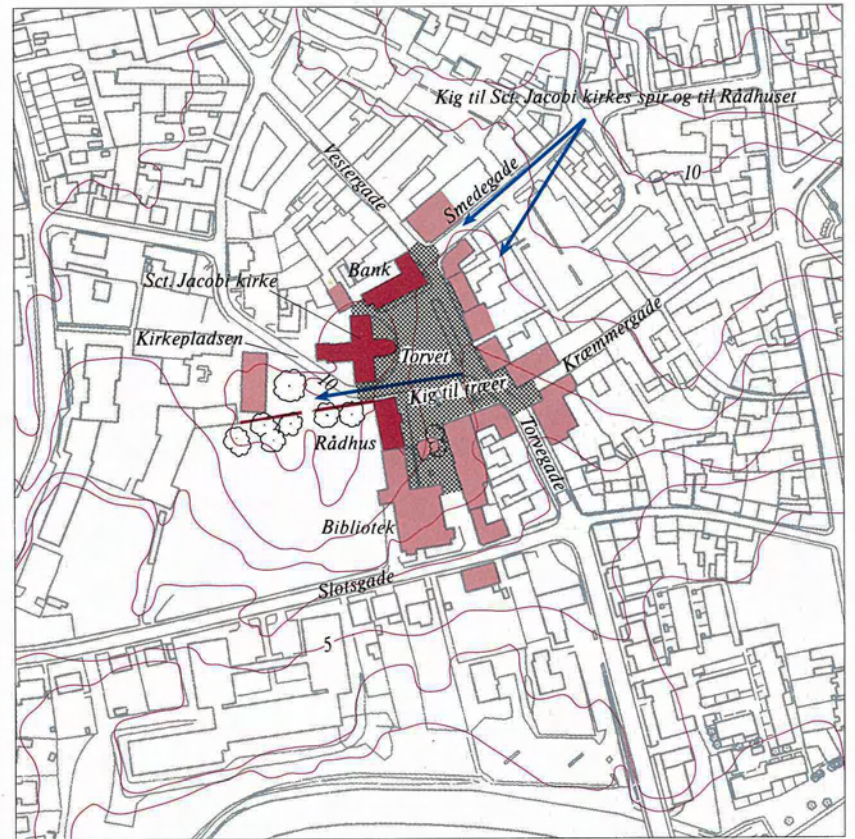 Kig til Sct. Jacobi kirkes spir og til Rådhuset
10
Vestergade
Smedegade
Bank
Sct. Jacobi kirke
Kræmmergade
Kirkepladsen
Torvet
10
Kig til træer
Rådhus
Torvegade
Bibliotek
Slotsgade
5